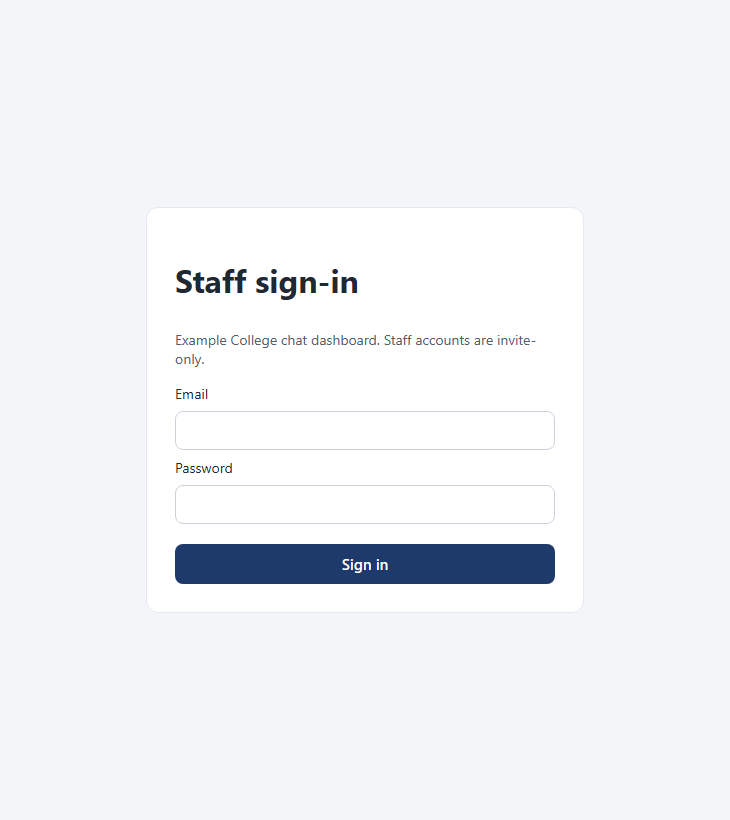 Staff sign-in
Example College chat dashboard. Staff accounts are invite-
only.
Email
Password
Sign in